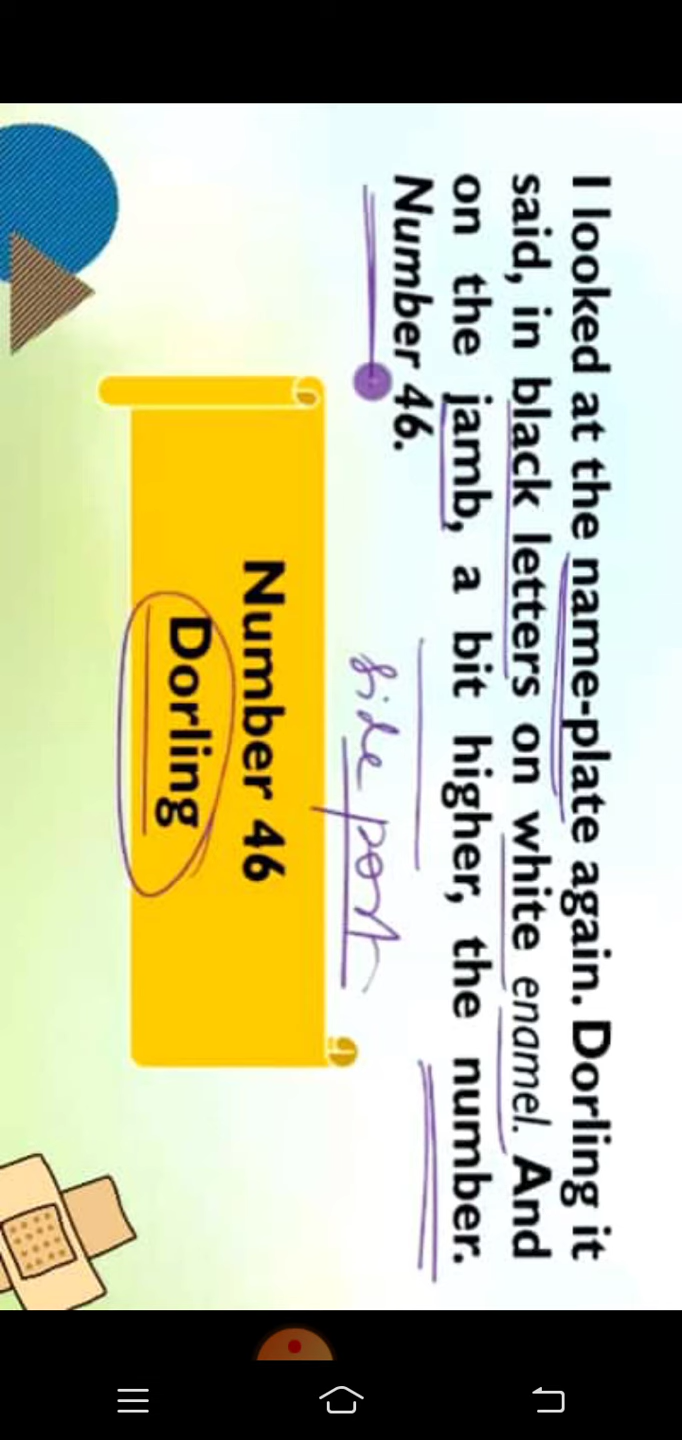 I looked at the name-plate again. Dorling it
said, in black letters on white enamel. And
on the jamb, a bit higher, the number.
Number 46.
side post
Number 46
Dorling